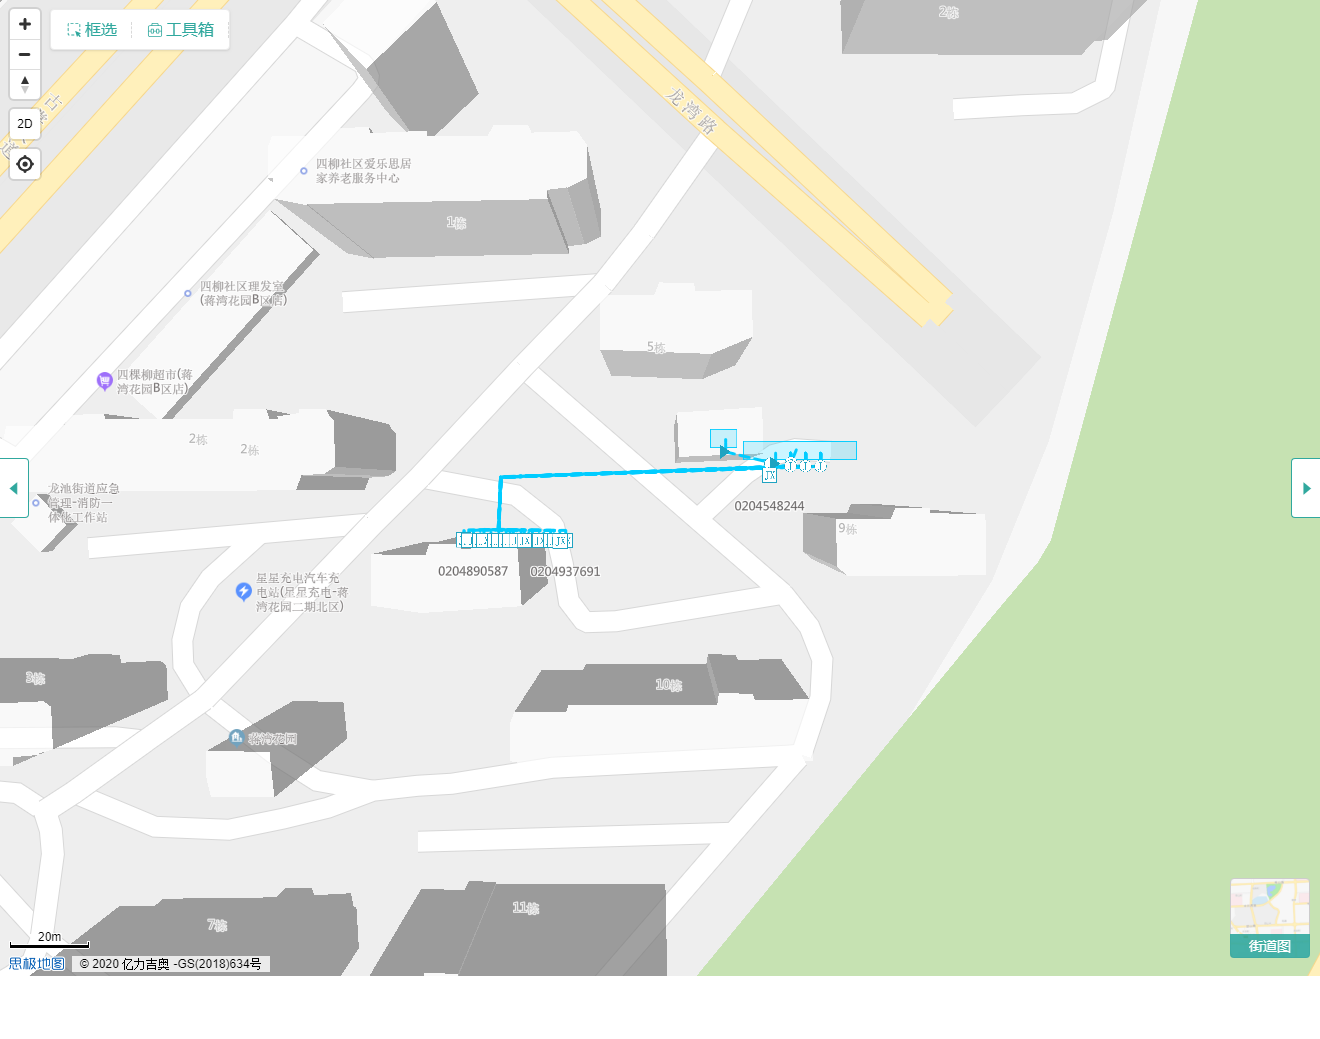 框选
工具箱
2D
2栋
龙湾路
四柳社区爱乐思居
家养老服务中心
1栋
四柳社区理发室
(蒋湾花园B区店)
5栋
四棵柳超市(蒋
湾花园B区店)
2栋
2栋
龙池街道应急
管理-消防一
体化工作站
JX
0204548244
9栋
0204890587
0204937691
星星充电汽车充
电站(星星充电-蒋
湾花园二期北区)
3栋
10栋
蒋湾花园
7栋
11栋
20m
思极地图
© 2020 亿力吉奥 -GS(2018)634号
街道图